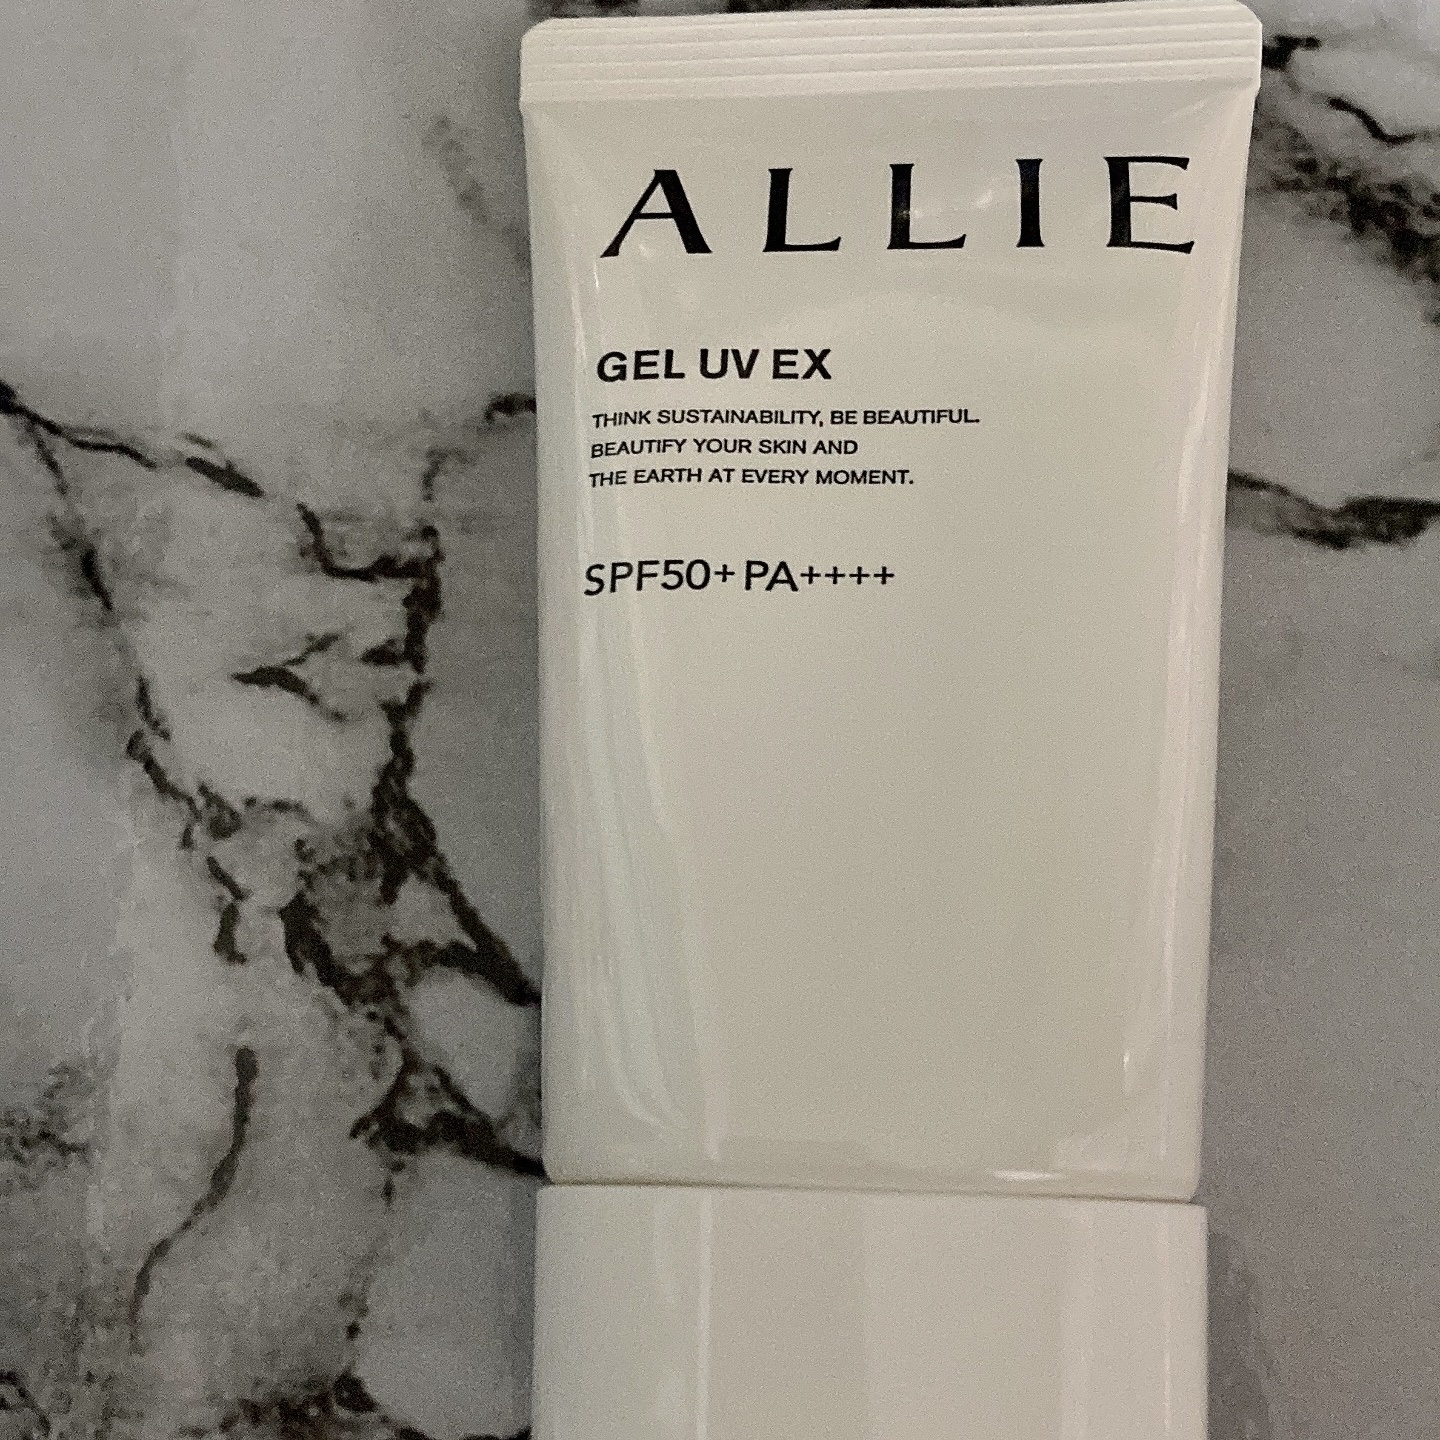 ALLIE
GEL UV EX
THINK SUSTAINABILITY, BE BEAUTIFUL.
BEAUTIFY YOUR SKIN AND
THE EARTH AT EVERY MOMENT.
SPF50+ PA++++